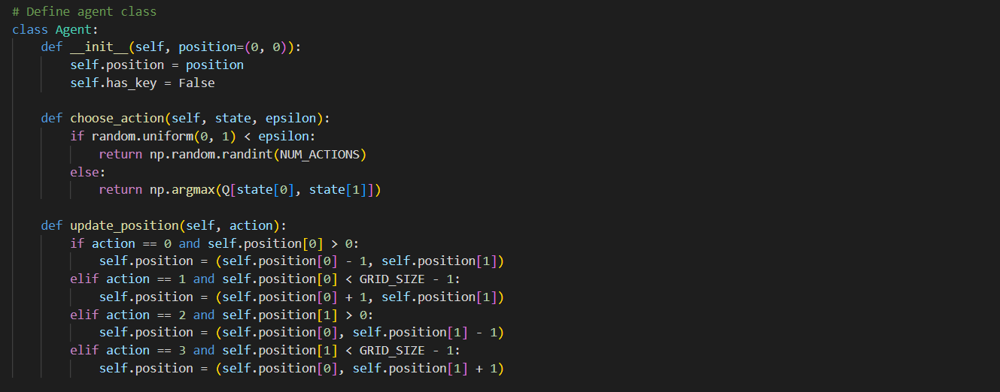 # Define agent class
class Agent:
    def __init__(self, position=(0, 0)):
        self.position = position
        self.has_key = False

    def choose_action(self, state, epsilon):
        if random.uniform(0, 1) < epsilon:
            return np.random.randint(NUM_ACTIONS)
        else:
            return np.argmax(Q[state[0], state[1]])

    def update_position(self, action):
        if action == 0 and self.position[0] > 0:
            self.position = (self.position[0] - 1, self.position[1])
        elif action == 1 and self.position[0] < GRID_SIZE - 1:
            self.position = (self.position[0] + 1, self.position[1])
        elif action == 2 and self.position[1] > 0:
            self.position = (self.position[0], self.position[1] - 1)
        elif action == 3 and self.position[1] < GRID_SIZE - 1:
            self.position = (self.position[0], self.position[1] + 1)